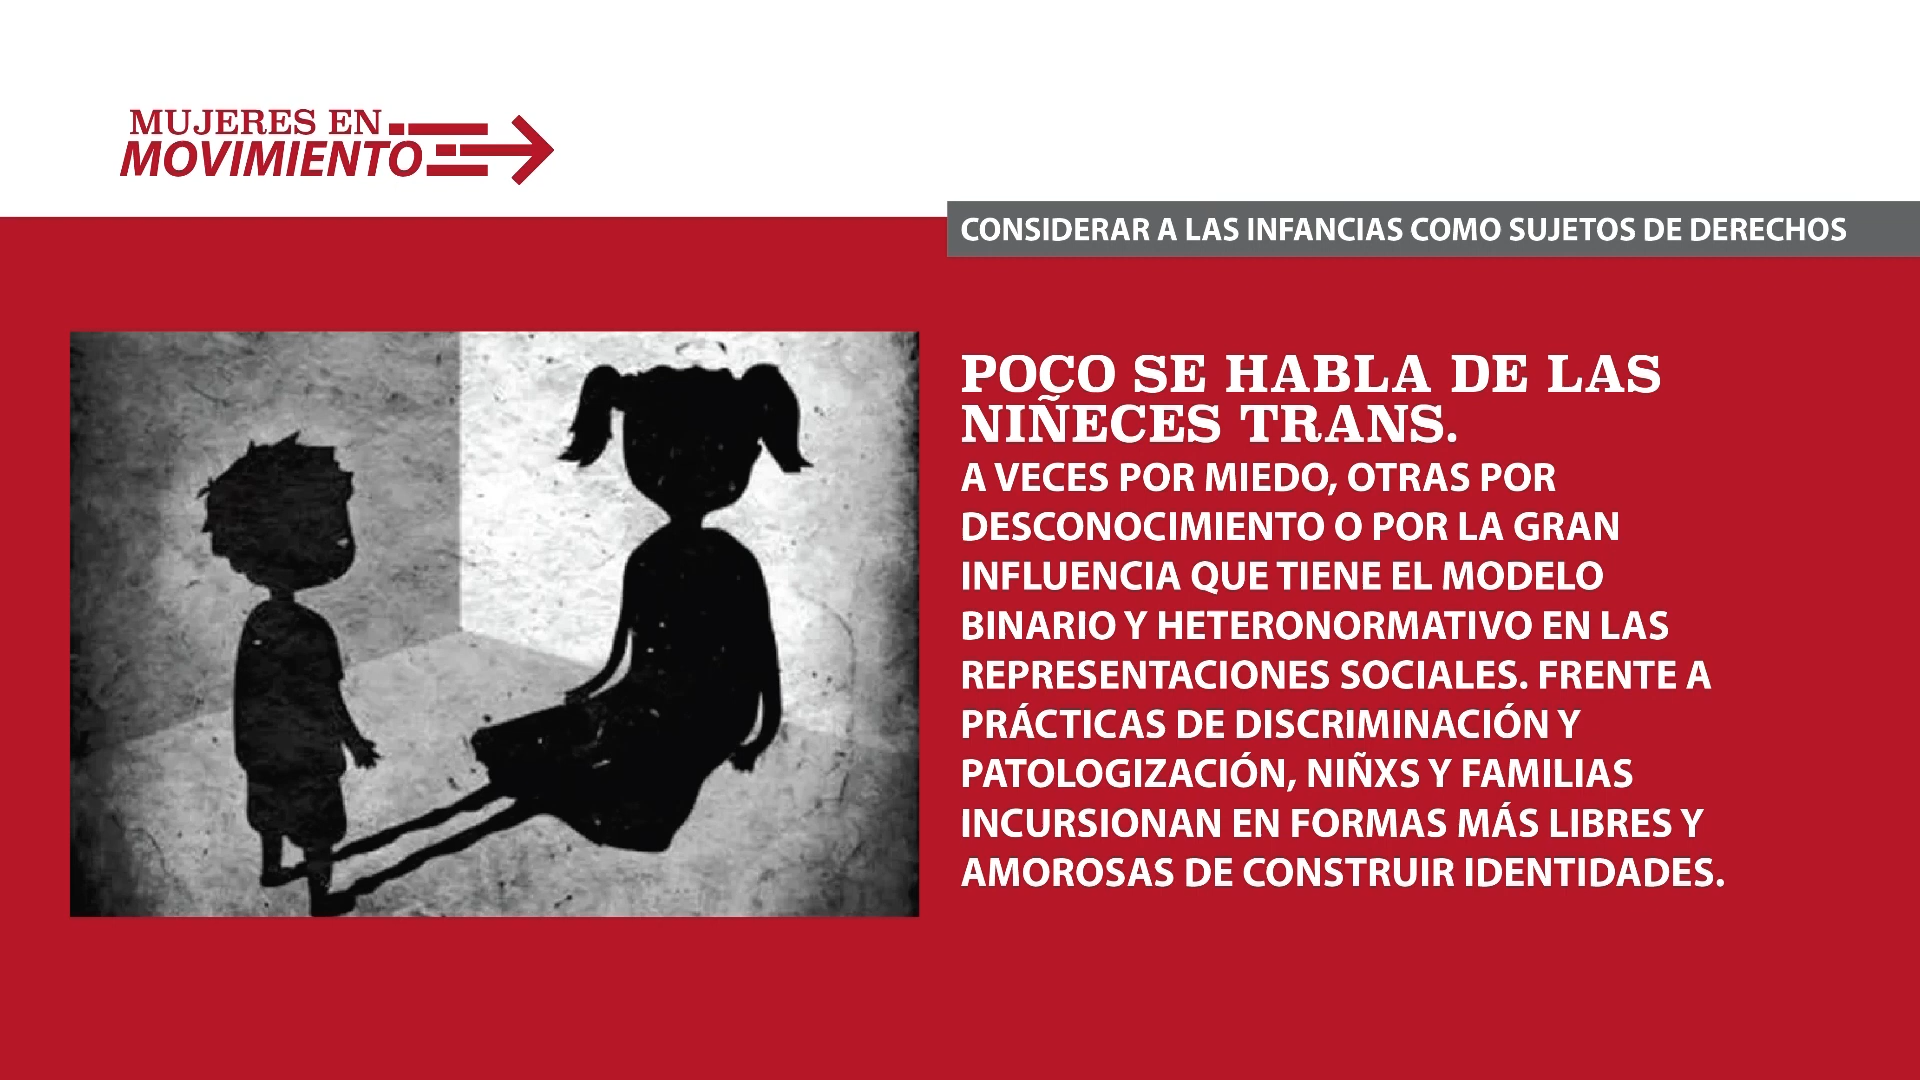 MUJERES EN
MOVIMIENTO
CONSIDERAR A LAS INFANCIAS COMO SUJETOS DE DERECHOS
POCO SE HABLA DE LAS
NIÑECES TRANS.
A VECES POR MIEDO, OTRAS POR
DESCONOCIMIENTO O POR LA GRAN
INFLUENCIA QUE TIENE EL MODELO
BINARIO Y HETERONORMATIVO EN LAS
REPRESENTACIONES SOCIALES. FRENTE A
PRÁCTICAS DE DISCRIMINACIÓN Y
PATOLOGIZACIÓN, NIÑXS Y FAMILIAS
INCURSIONAN EN FORMAS MÁS LIBRES Y
AMOROSAS DE CONSTRUIR IDENTIDADES.